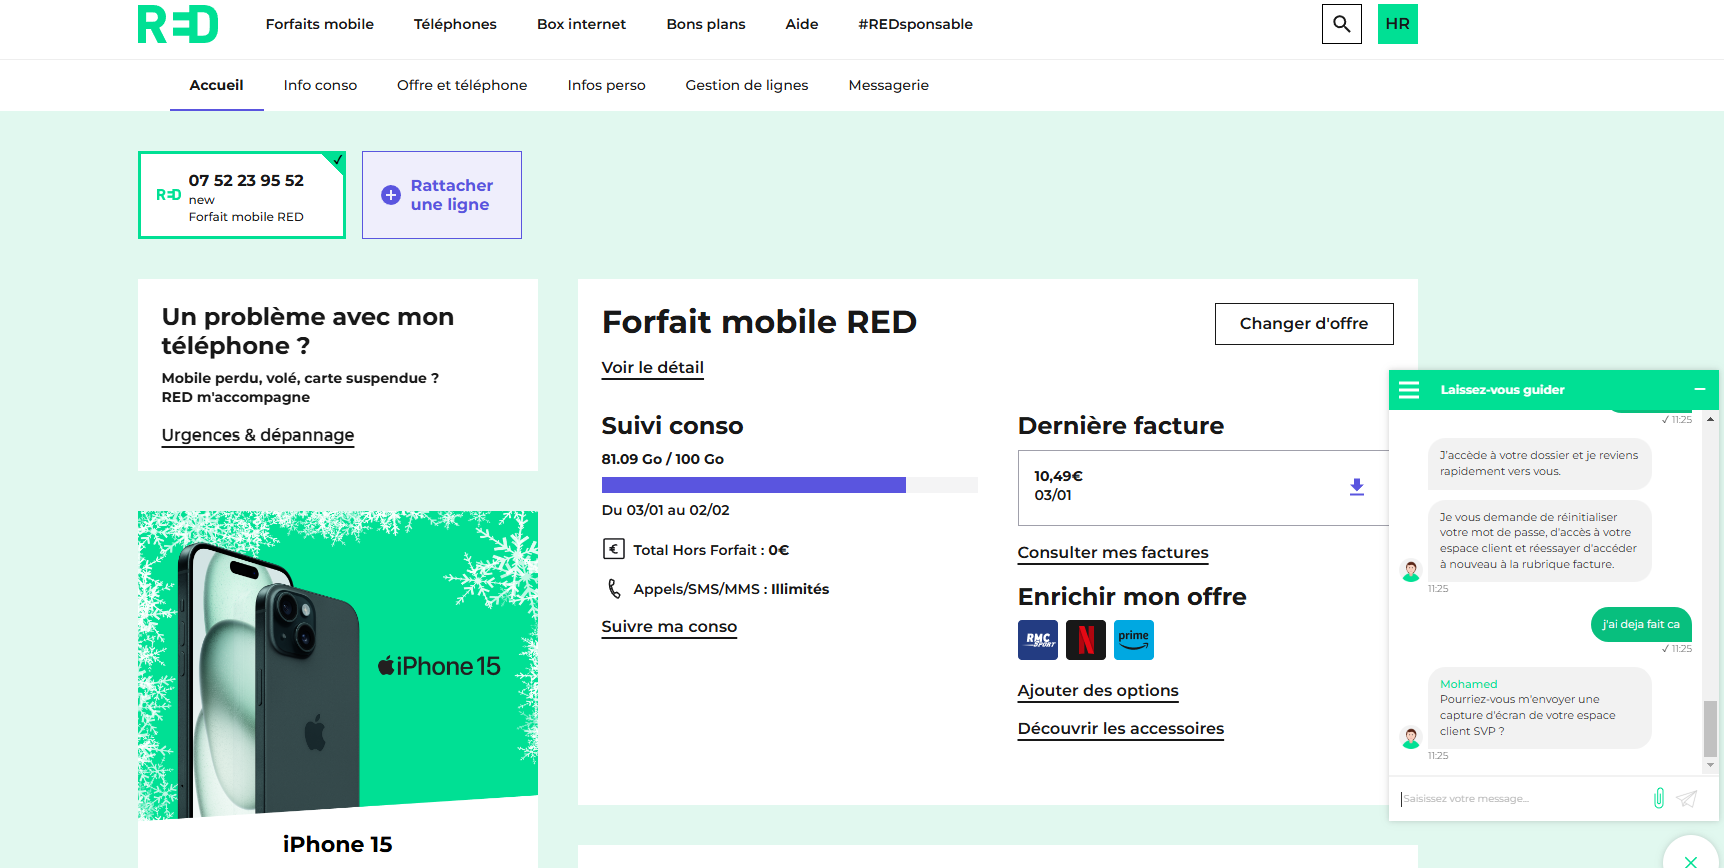 RED
Forfaits mobile
Téléphones
Box internet
Bons plans
Aide
#REDsponsable
HR
Accueil
Info conso
Offre et téléphone
Infos perso
Gestion de lignes
Messagerie
RED
07 52 23 95 52
new
Forfait mobile RED
Rattacher
une ligne
Un problème avec mon
téléphone ?
Mobile perdu, volé, carte suspendue ?
RED m'accompagne
Urgences & dépannage
iPhone 15
iPhone 15
Forfait mobile RED
Changer d'offre
Voir le détail
Suivi conso
81.09 Go / 100 Go
Du 03/01 au 02/02
€ Total Hors Forfait : 0€
Appels/SMS/MMS : Illimités
Suivre ma conso
Dernière facture
10,49€
03/01
Consulter mes factures
Enrichir mon offre
RMC
SPORT
N
prime
Ajouter des options
Découvrir les accessoires
Laissez-vous guider
11:25
J'accède à votre dossier et je reviens
rapidement vers vous.
Je vous demande de réinitialiser
votre mot de passe, d'accès à votre
espace client et réessayer d'accéder
à nouveau à la rubrique facture.
11:25
j'ai deja fait ca
11:25
Mohamed
Pourriez-vous m'envoyer une
capture d'écran de votre espace
client SVP ?
11:25
Saisissez votre message...